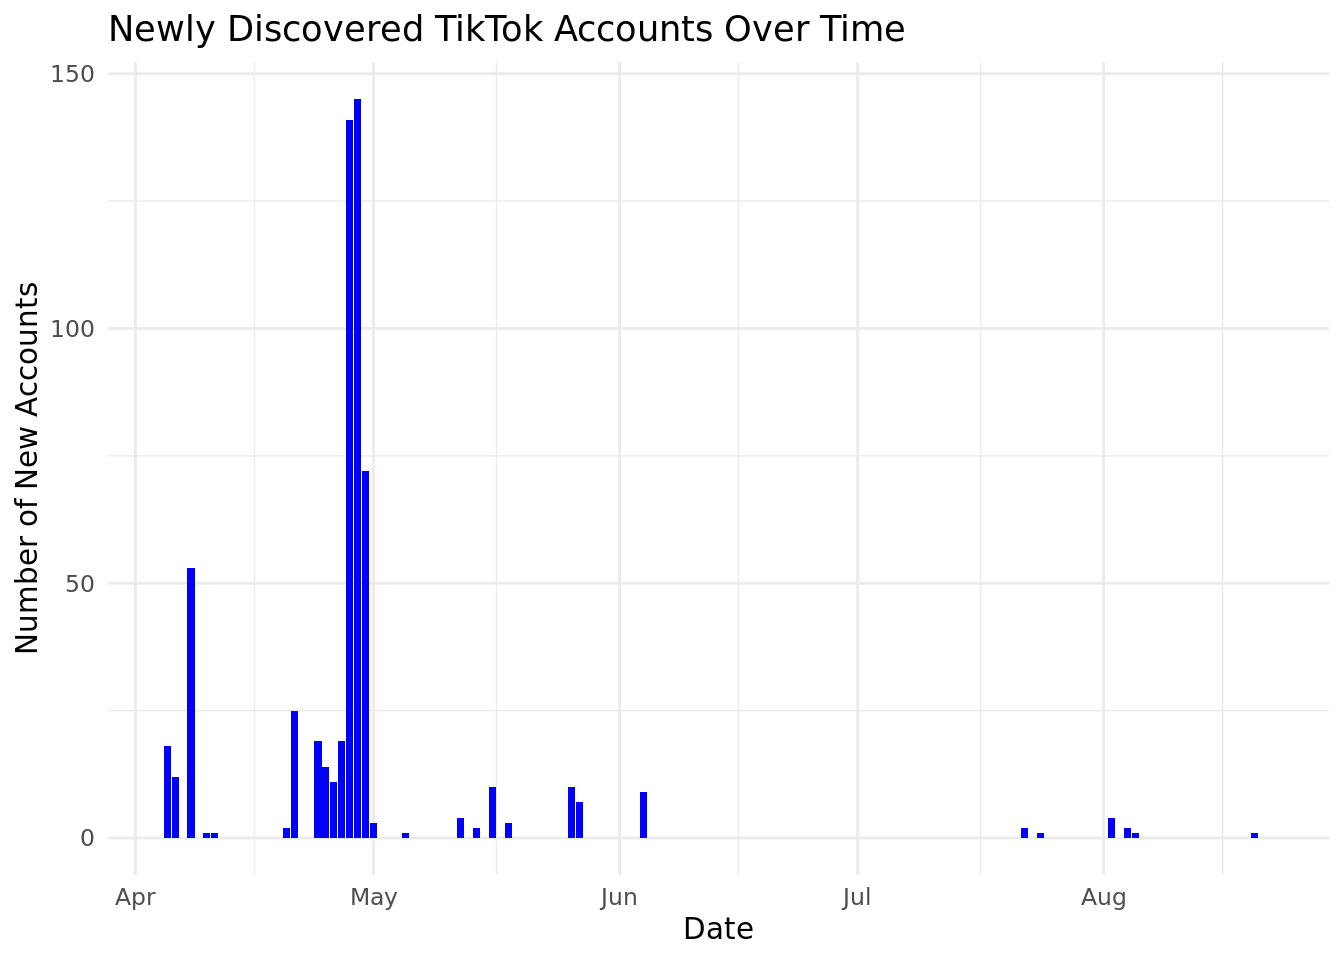 Newly Discovered TikTok Accounts Over Time
150
100
50
0
Number of New Accounts
Apr
May
Jun
Jul
Aug
Date